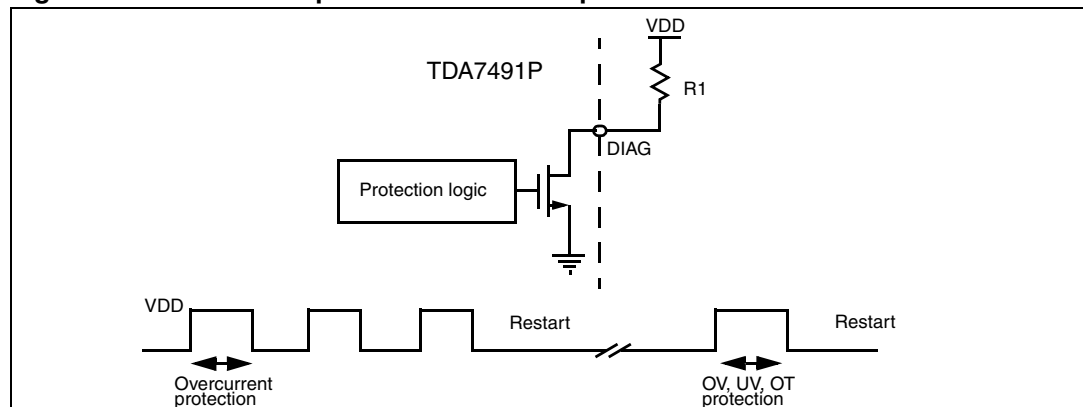 VDD
TDA7491P
R1
DIAG
Protection logic
VDD
Restart
Restart
Overcurrent
protection
OV, UV, OT
protection